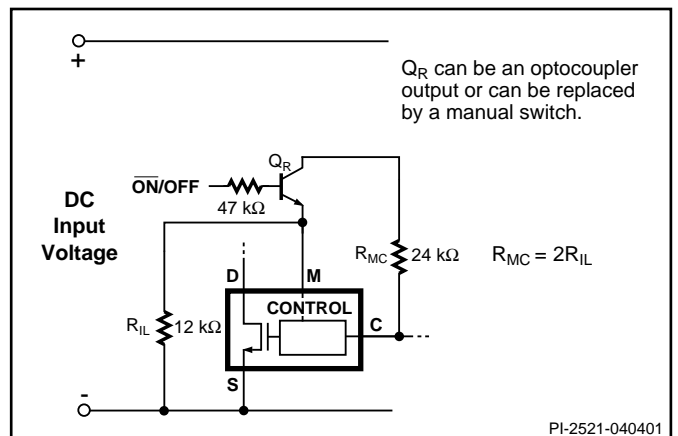 +
Q_R can be an optocoupler
output or can be replaced
by a manual switch.
Q_R
O̅N̅/OFF
47 kΩ
DC
Input
Voltage
R_MC
24 kΩ
R_MC = 2R_IL
D
M
CONTROL
C
R_IL
12 kΩ
S
-
PI-2521-040401